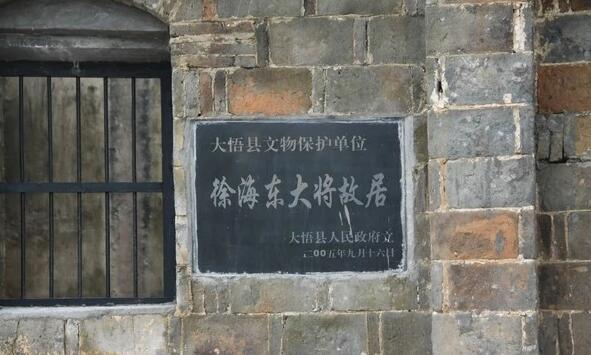 大悟县文物保护单位
徐海东大将故居
大悟县人民政府立
二00五年九月十六日